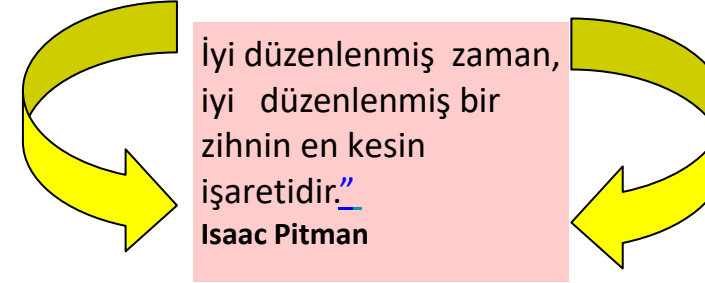 İyi düzenlenmiş zaman,
iyi düzenlenmiş bir
zihnin en kesin
işaretidir.”
Isaac Pitman